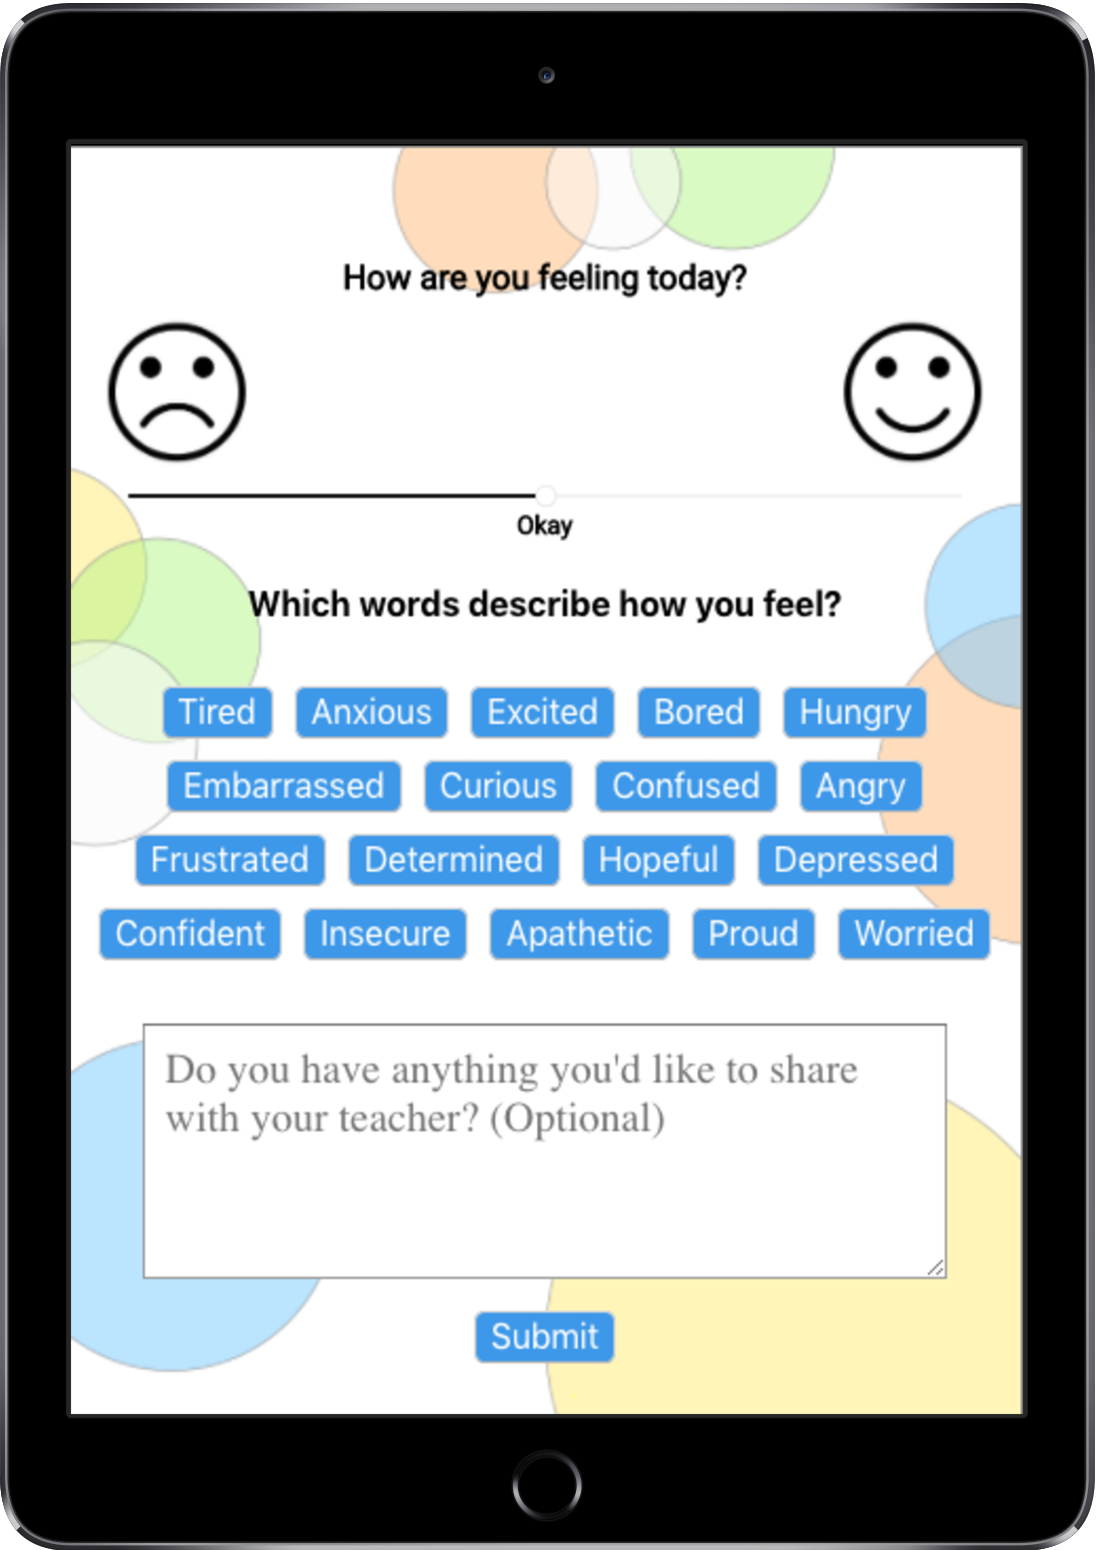 How are you feeling today?
Okay
Which words describe how you feel?
Tired Anxious Excited Bored Hungry
Embarrassed Curious Confused Angry
Frustrated Determined Hopeful Depressed
Confident Insecure Apathetic Proud Worried
Do you have anything you'd like to share
with your teacher? (Optional)
Submit